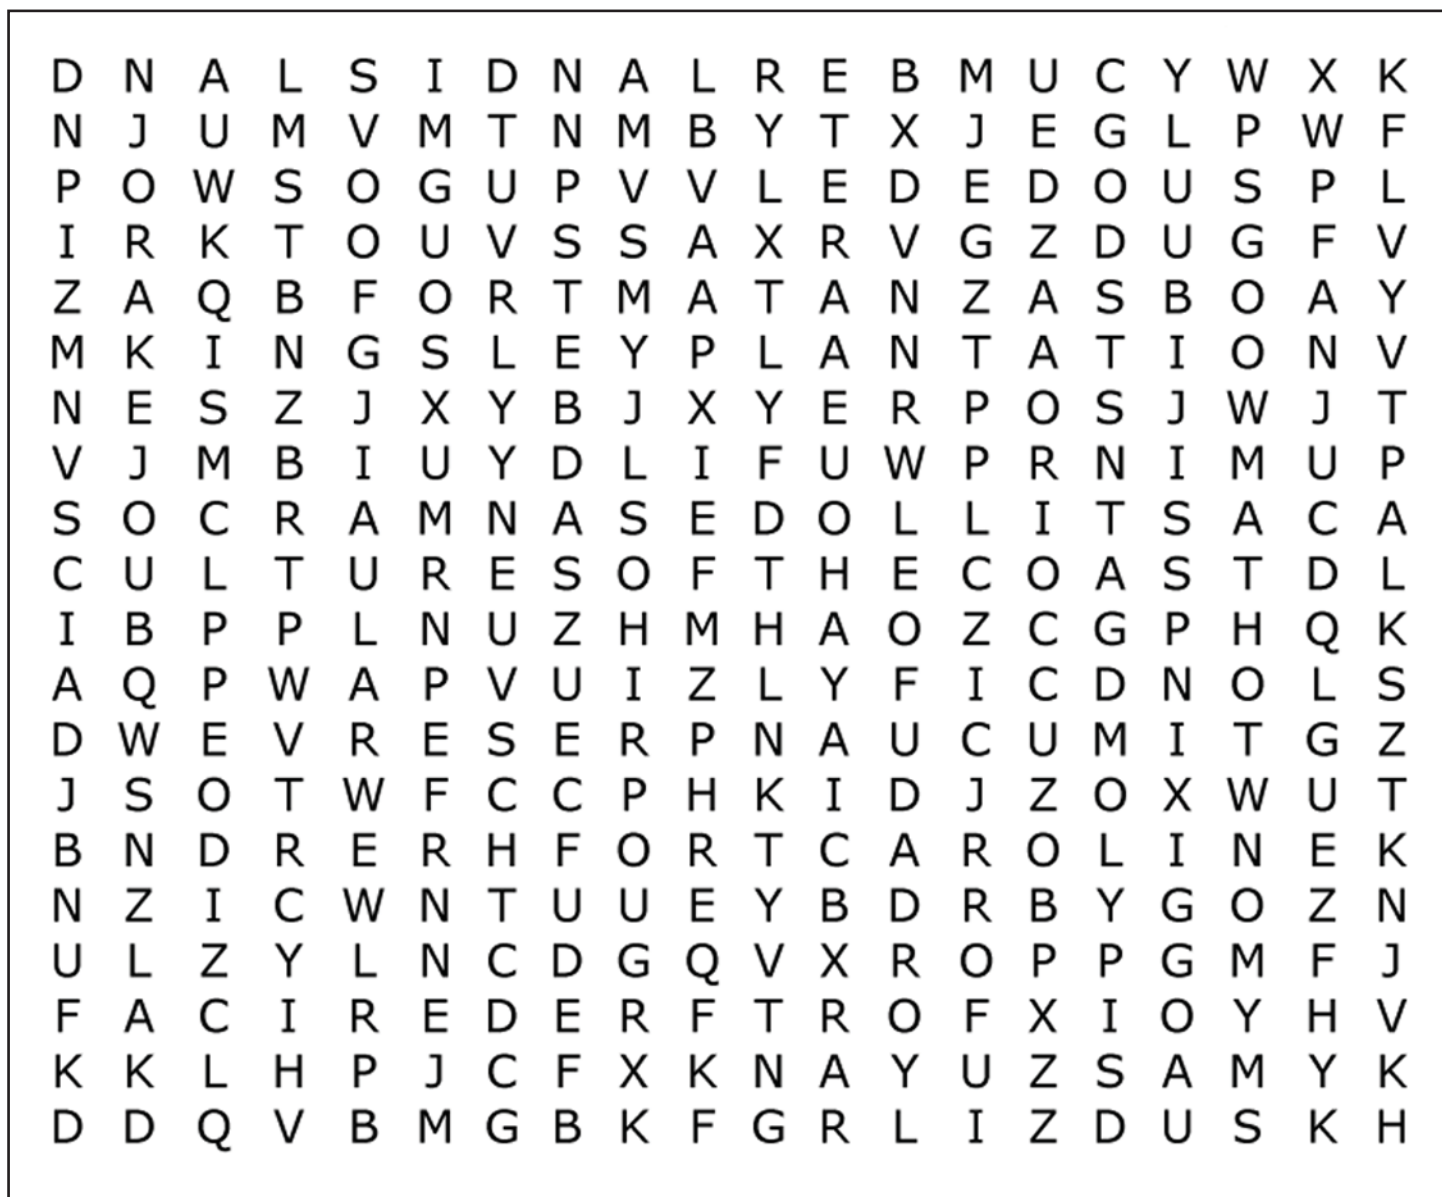 D N A L S I D N A L R E B M U C Y W X K
N J U M V M T N M B Y T X J E G L P W F
P O W S O G U P V V L E D E D O U S P L
I R K T O U V S S A X R V G Z D U G F V
Z A Q B F O R T M A T A N Z A S B O A Y
M K I N G S L E Y P L A N T A T I O N V
N E S Z J X Y B J X Y E R P O S J W J T
V J M B I U Y D L I F U W P R N I M U P
S O C R A M N A S E D O L L I T S A C A
C U L T U R E S O F T H E C O A S T D L
I B P P L N U Z H M H A O Z C G P H Q K
A Q P W A P V U I Z L Y F I C D N O L S
D W E V R E S E R P N A U C U M I T G Z
J S O T W F C C P H K I D J Z O X W U T
B N D R E R H F O R T C A R O L I N E K
N Z I C W N T U U E Y B D R B Y G O Z N
U L Z Y L N C D G Q V X R O P P G M F J
F A C I R E D E R F T R O F X I O Y H V
K K L H P J C F X K N A Y U Z S A M Y K
D D Q V B M G B K F G R L I Z D U S K H